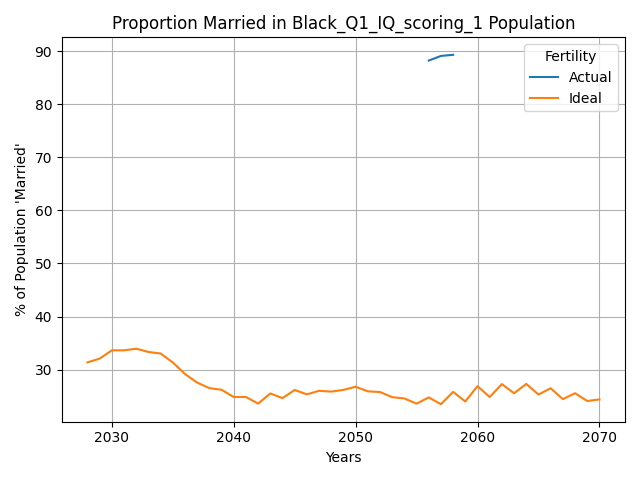 Proportion Married in Black_Q1_IQ_scoring_1 Population
% of Population 'Married'
90
80
70
60
50
40
30
Fertility
Actual
Ideal
2030
2040
2050
2060
2070
Years